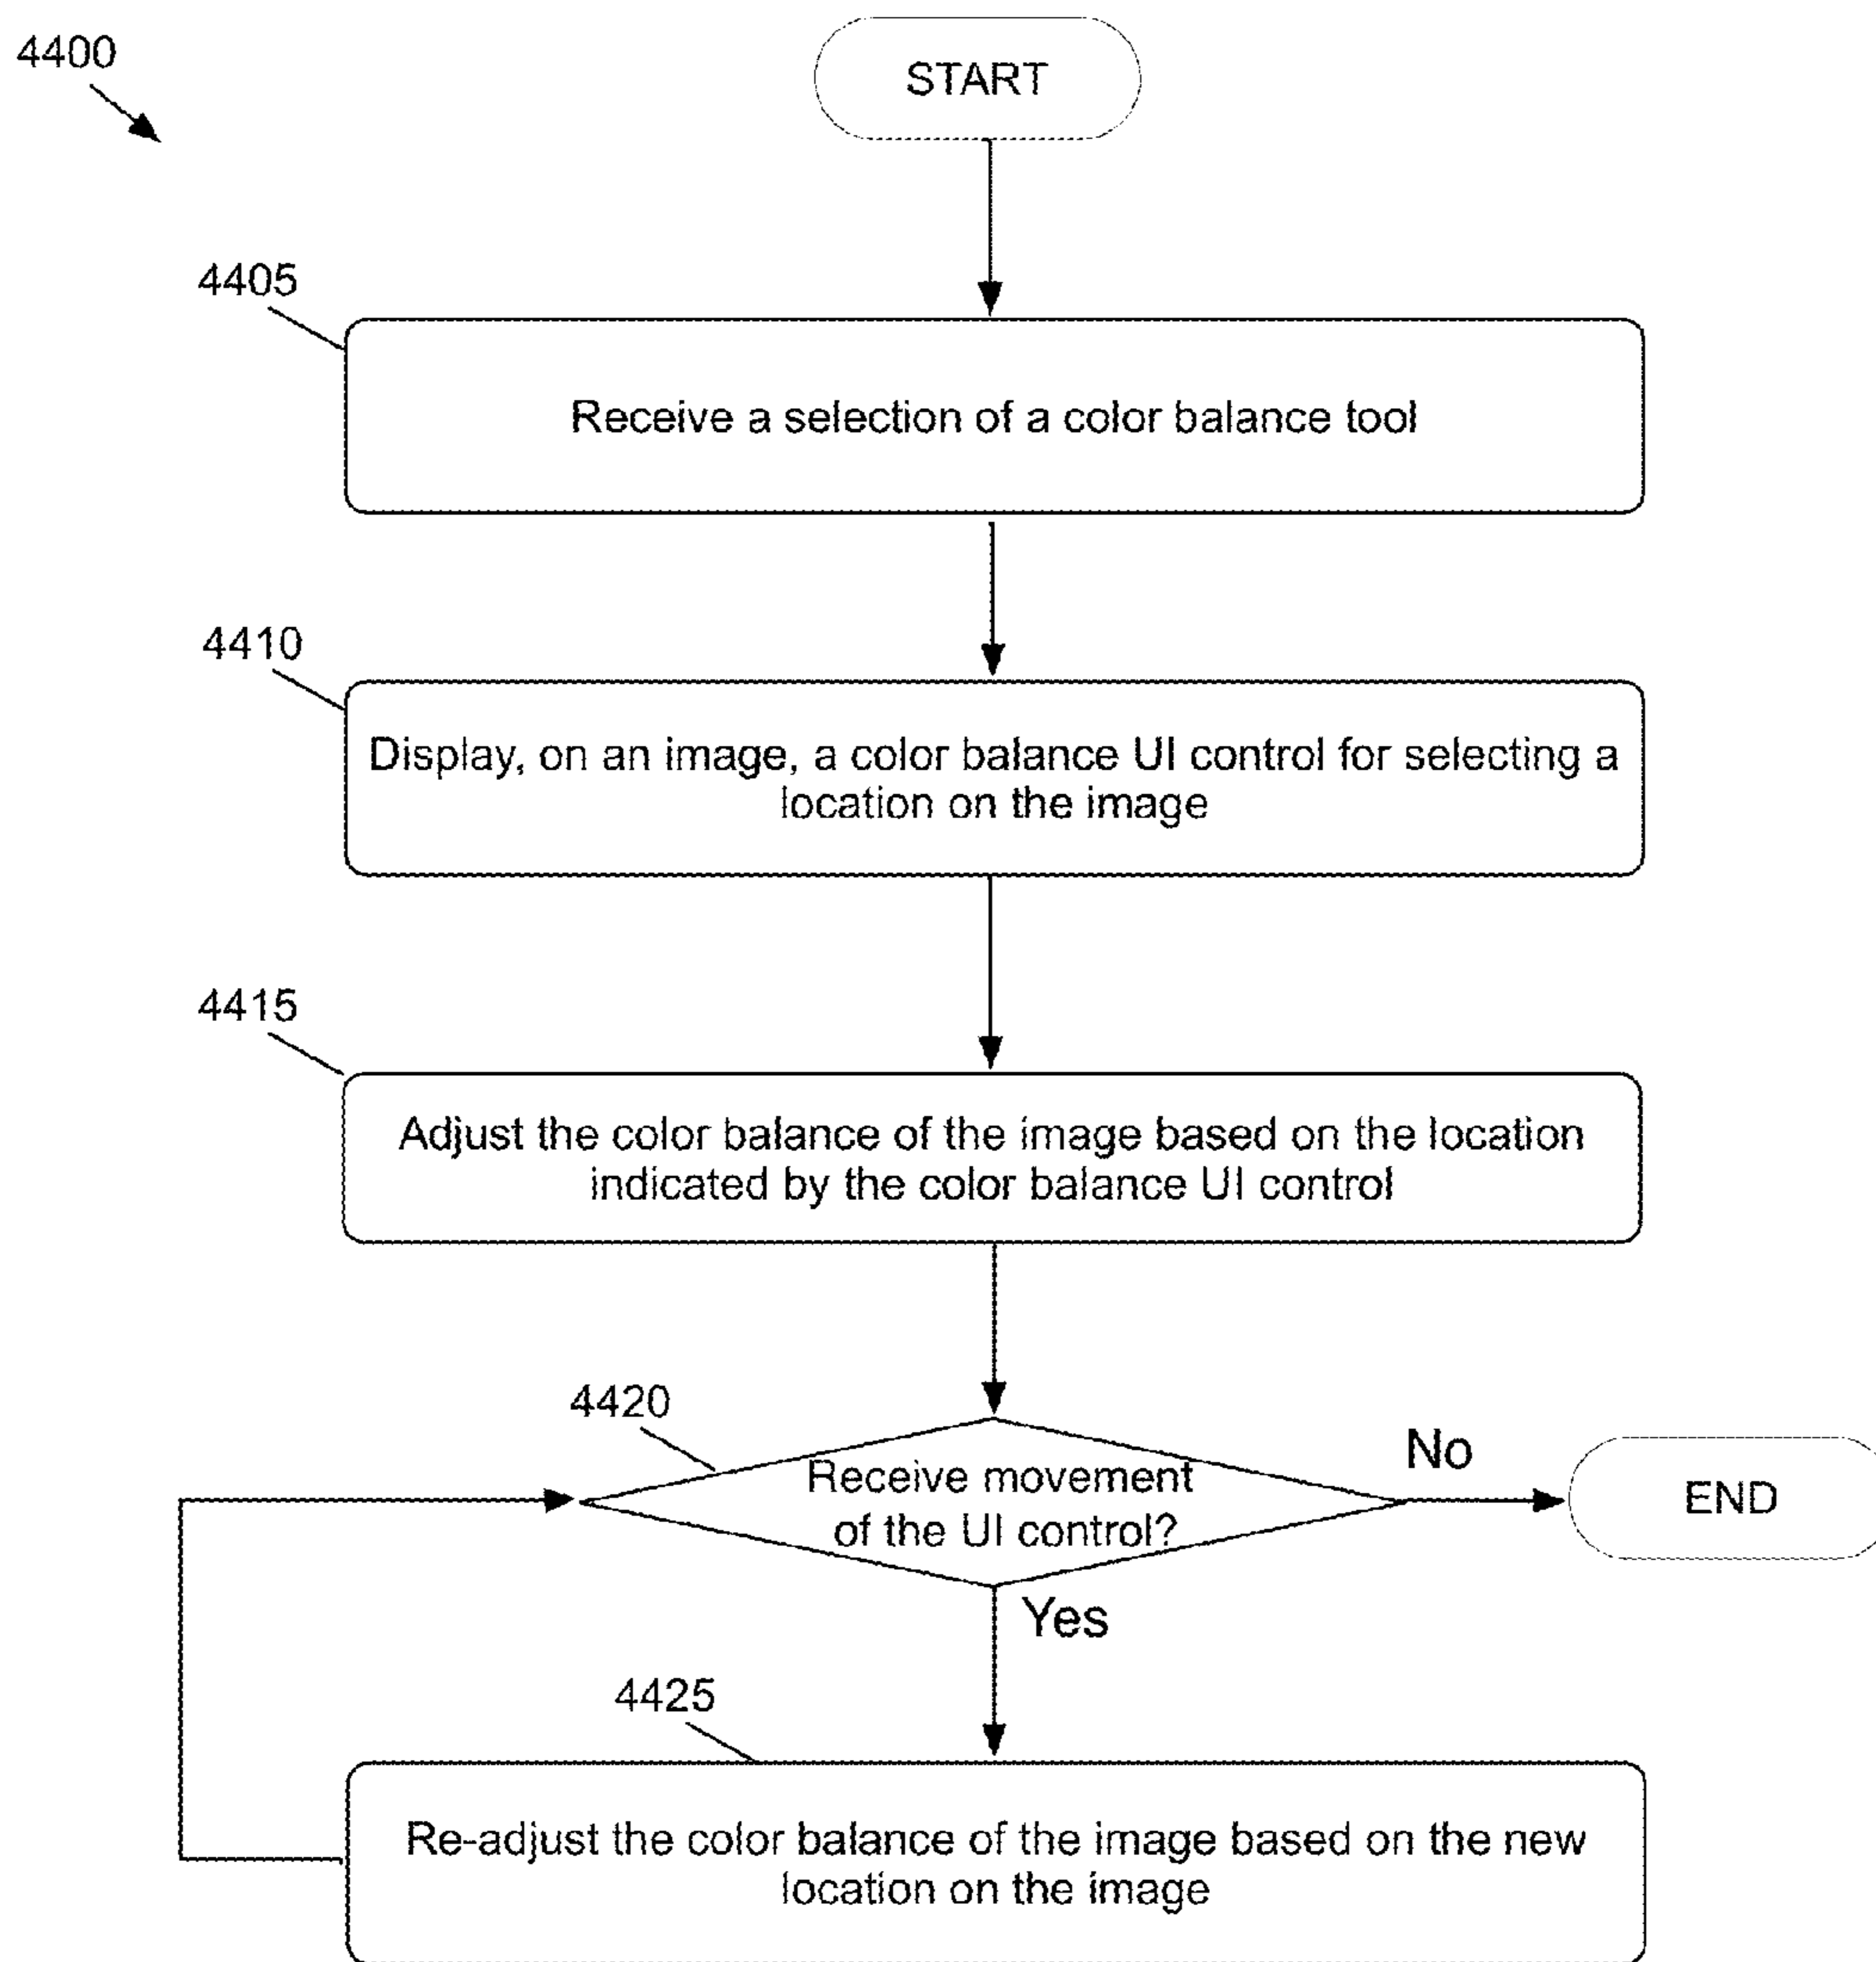 4400
START
4405
Receive a selection of a color balance tool
4410
Display, on an image, a color balance UI control for selecting a
location on the image
4415
Adjust the color balance of the image based on the location
indicated by the color balance UI control
4420
Receive movement
of the UI control?
No
END
Yes
4425
Re-adjust the color balance of the image based on the new
location on the image